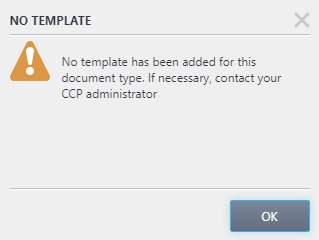 NO TEMPLATE
No template has been added for this
document type. If necessary, contact your
CCP administrator
OK